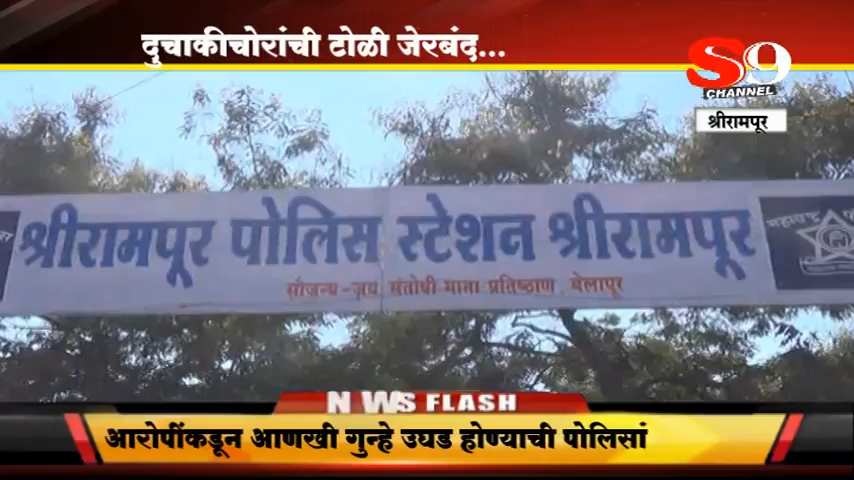 दुचाकीचोरांची टोळी जेरबंद...
S9
CHANNEL
श्रीरामपूर
श्रीरामपूर पोलिस स्टेशन श्रीरामपूर
सौजन्य-जय संतोषी-माता प्रतिष्ठाण, बेलापूर
NEWS FLASH
आरोपींकडून आणखी गुन्हे उघड होण्याची पोलिसां